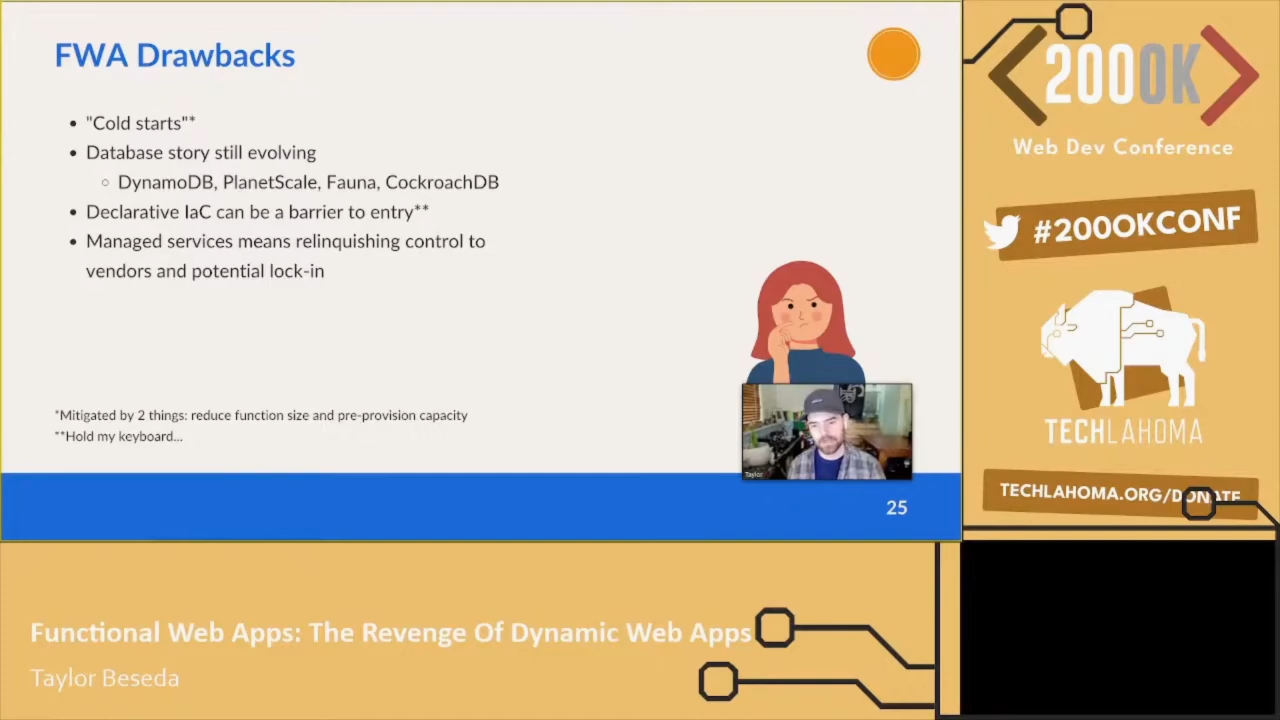 FWA Drawbacks
"Cold starts"*
Database story still evolving
DynamoDB, PlanetScale, Fauna, CockroachDB
Declarative IaC can be a barrier to entry**
Managed services means relinquishing control to
vendors and potential lock-in
*Mitigated by 2 things: reduce function size and pre-provision capacity
**Hold my keyboard...
Taylor
25
200OK
Web Dev Conference
#200OKCONF
TECHLAHOMA
TECHLAHOMA.ORG/DONATE
Functional Web Apps: The Revenge Of Dynamic Web Apps
Taylor Beseda